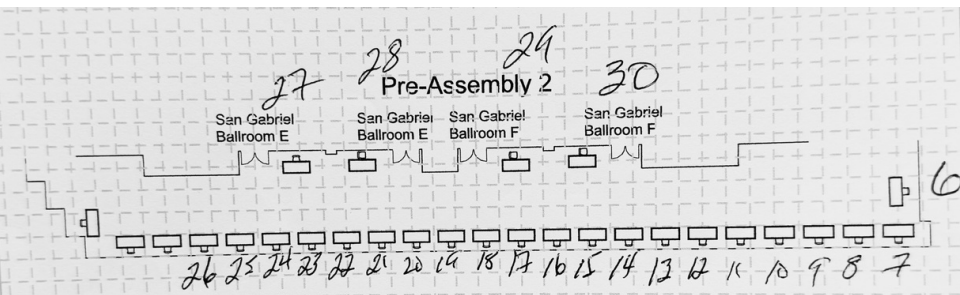 27 28 29 30
Pre-Assembly 2
San Gabriel San Gabriel San Gabriel San Gabriel
Ballroom E Ballroom E Ballroom F Ballroom F
6
26 25 24 23 22 21 20 19 18 17 16 15 14 13 12 11 10 9 8 7